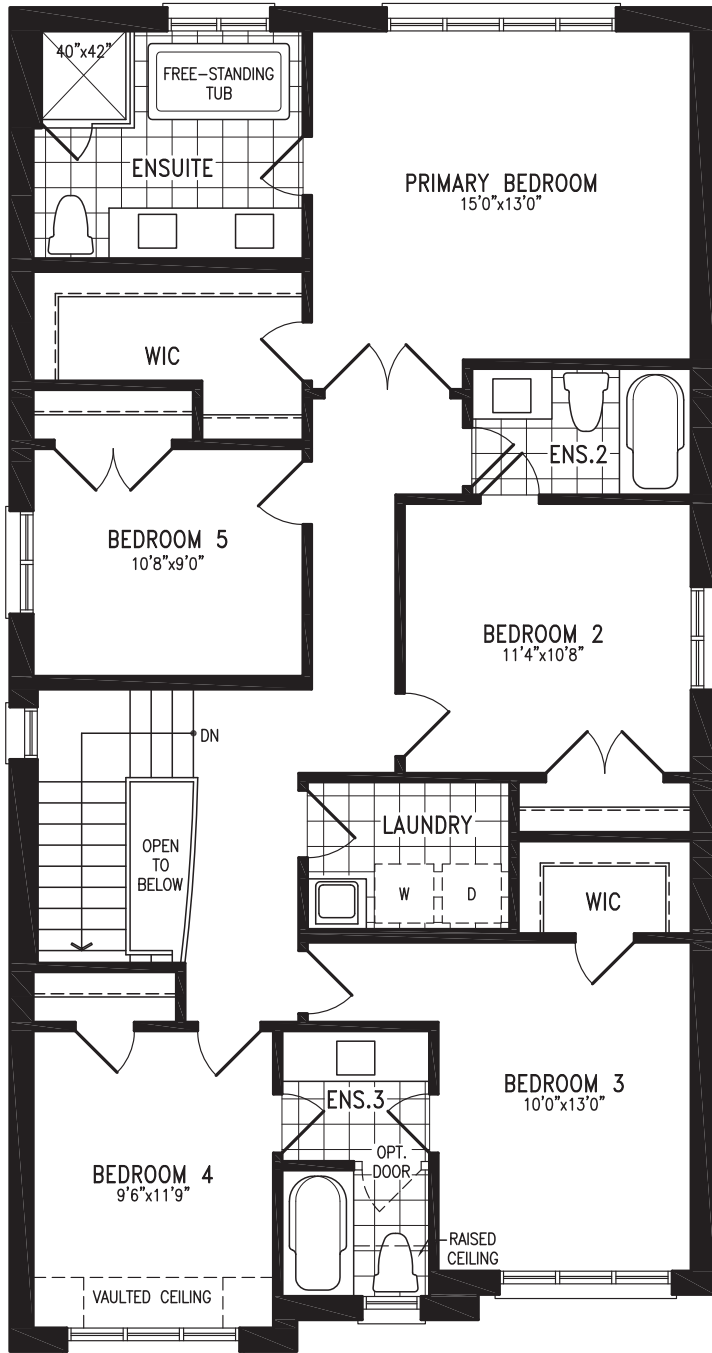 40"x42"
FREE-STANDING
TUB
ENSUITE
PRIMARY BEDROOM
15'0"x13'0"
WIC
ENS.2
BEDROOM 5
10'8"x9'0"
BEDROOM 2
11'4"x10'8"
DN
OPEN
TO
BELOW
LAUNDRY
W
D
WIC
BEDROOM 3
10'0"x13'0"
ENS.3
OPT.
DOOR
BEDROOM 4
9'6"x11'9"
RAISED
CEILING
VAULTED CEILING